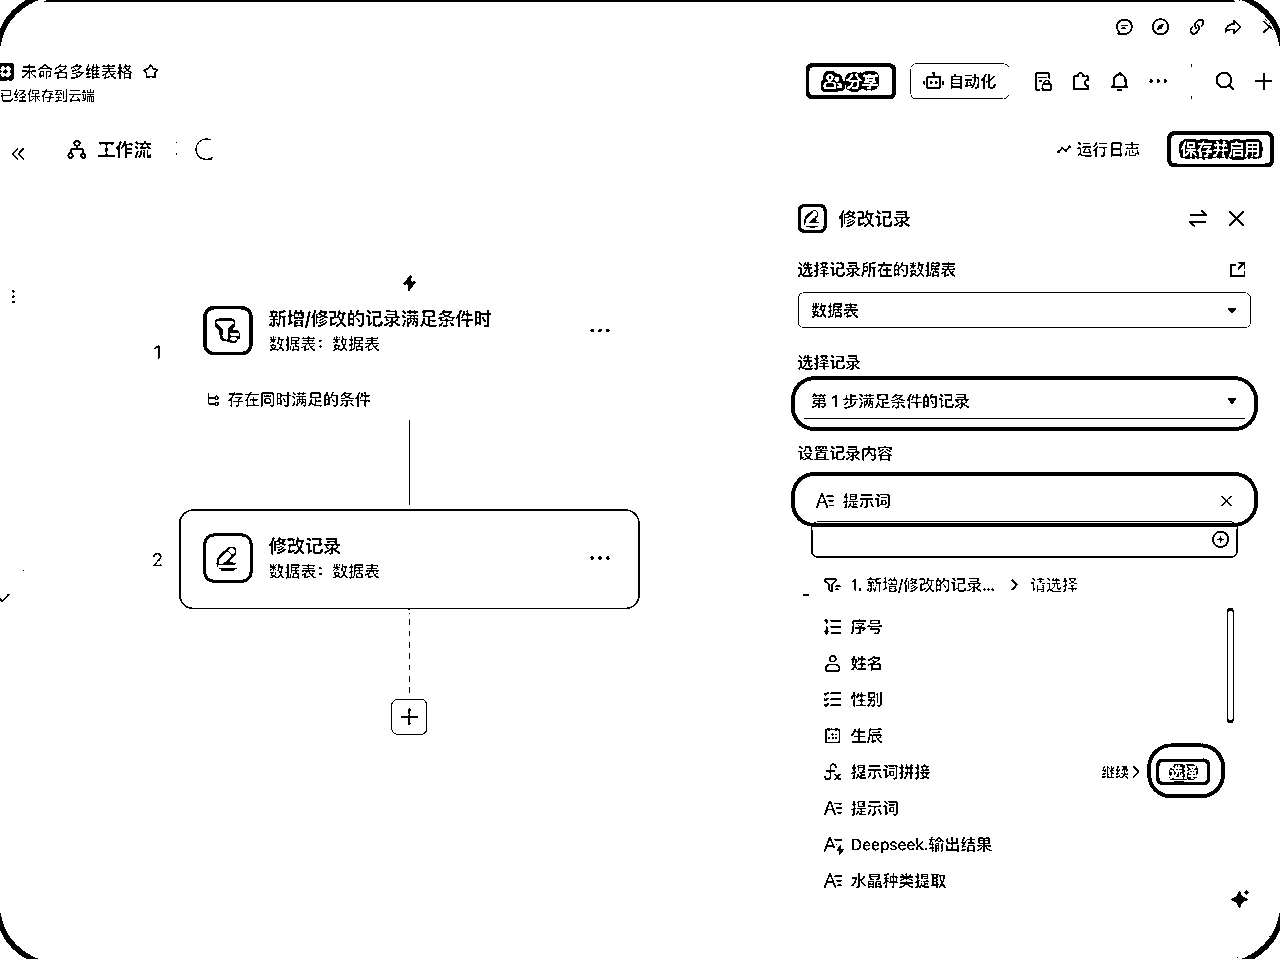 未命名多维表格
已经保存到云端
分享
自动化
工作流
运行日志
保存并启用
修改记录
选择记录所在的数据表
数据表
选择记录
第 1 步满足条件的记录
设置记录内容
提示词
1. 新增/修改的记录... > 请选择
序号
姓名
性别
生辰
提示词拼接
继续 >
选择
提示词
Deepseek.输出结果
水晶种类提取
1
新增/修改的记录满足条件时
数据表：数据表
存在同时满足的条件
2
修改记录
数据表：数据表